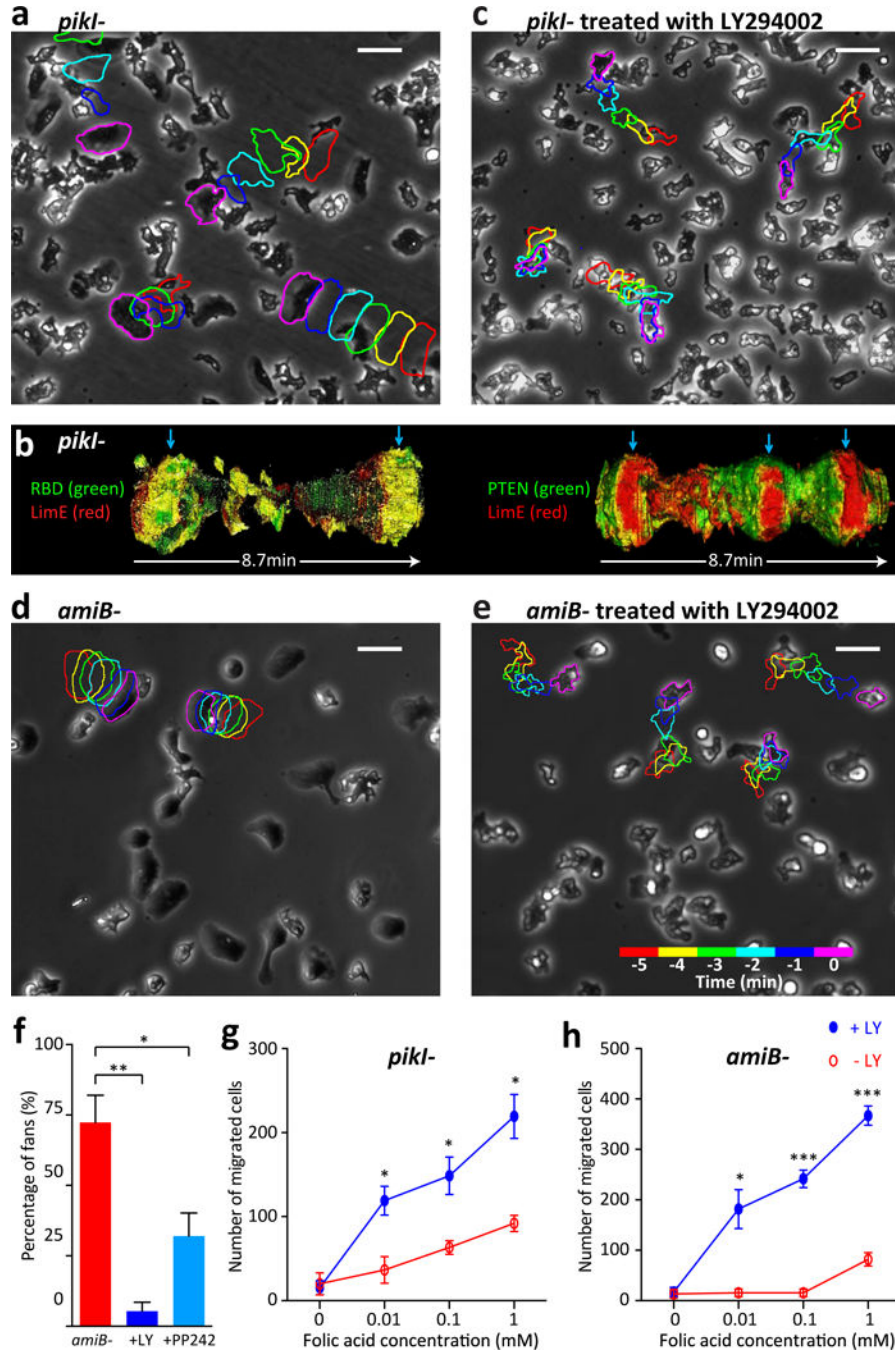 a pikI-
c pikI- treated with LY294002
b pikI-
RBD (green)
LimE (red)
8.7min
PTEN (green)
LimE (red)
8.7min
d amiB-
e amiB- treated with LY294002
-5 -4 -3 -2 -1 0
Time (min)
f
Percentage of fans (%)
100
75
50
25
0
**
*
amiB- +LY +PP242
g
pikI-
Number of migrated cells
300
200
100
0
*
*
*
0 0.01 0.1 1
Folic acid concentration (mM)
h
amiB-
+ LY
- LY
Number of migrated cells
500
400
300
200
100
0
*
***
***
0 0.01 0.1 1
Folic acid concentration (mM)